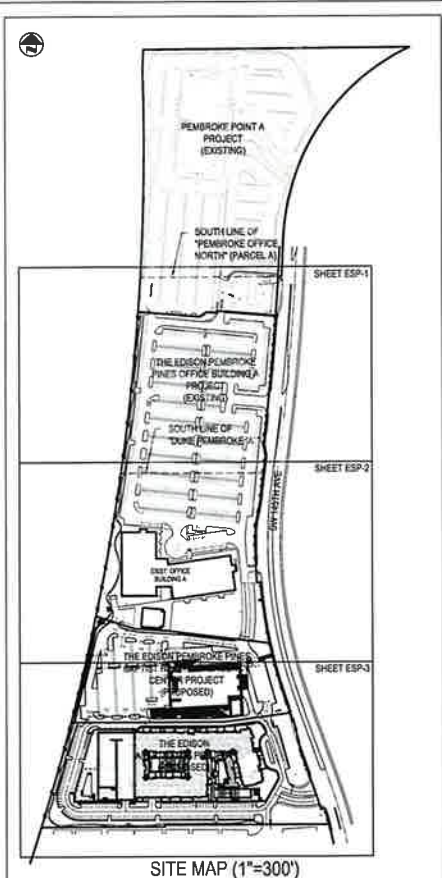 PEMBROKE POINT A
PROJECT
(EXISTING)
SOUTH LINE OF
"PEMBROKE OFFICE
NORTH" (PARCEL A)
SHEET ESP-1
THE EDISON PEMBROKE
PINES OFFICE BUILDING A
PROJECT
(EXISTING)
SOUTH LINE OF
"DUKE PEMBROKE A"
SHEET ESP-2
SW 145TH AVE
EXIST OFFICE
BUILDING A
THE EDISON PEMBROKE PINES
SHEET ESP-3
BAPTIST
CENTER PROJECT
(PROPOSED)
THE EDISON
SITE MAP (1"=300')